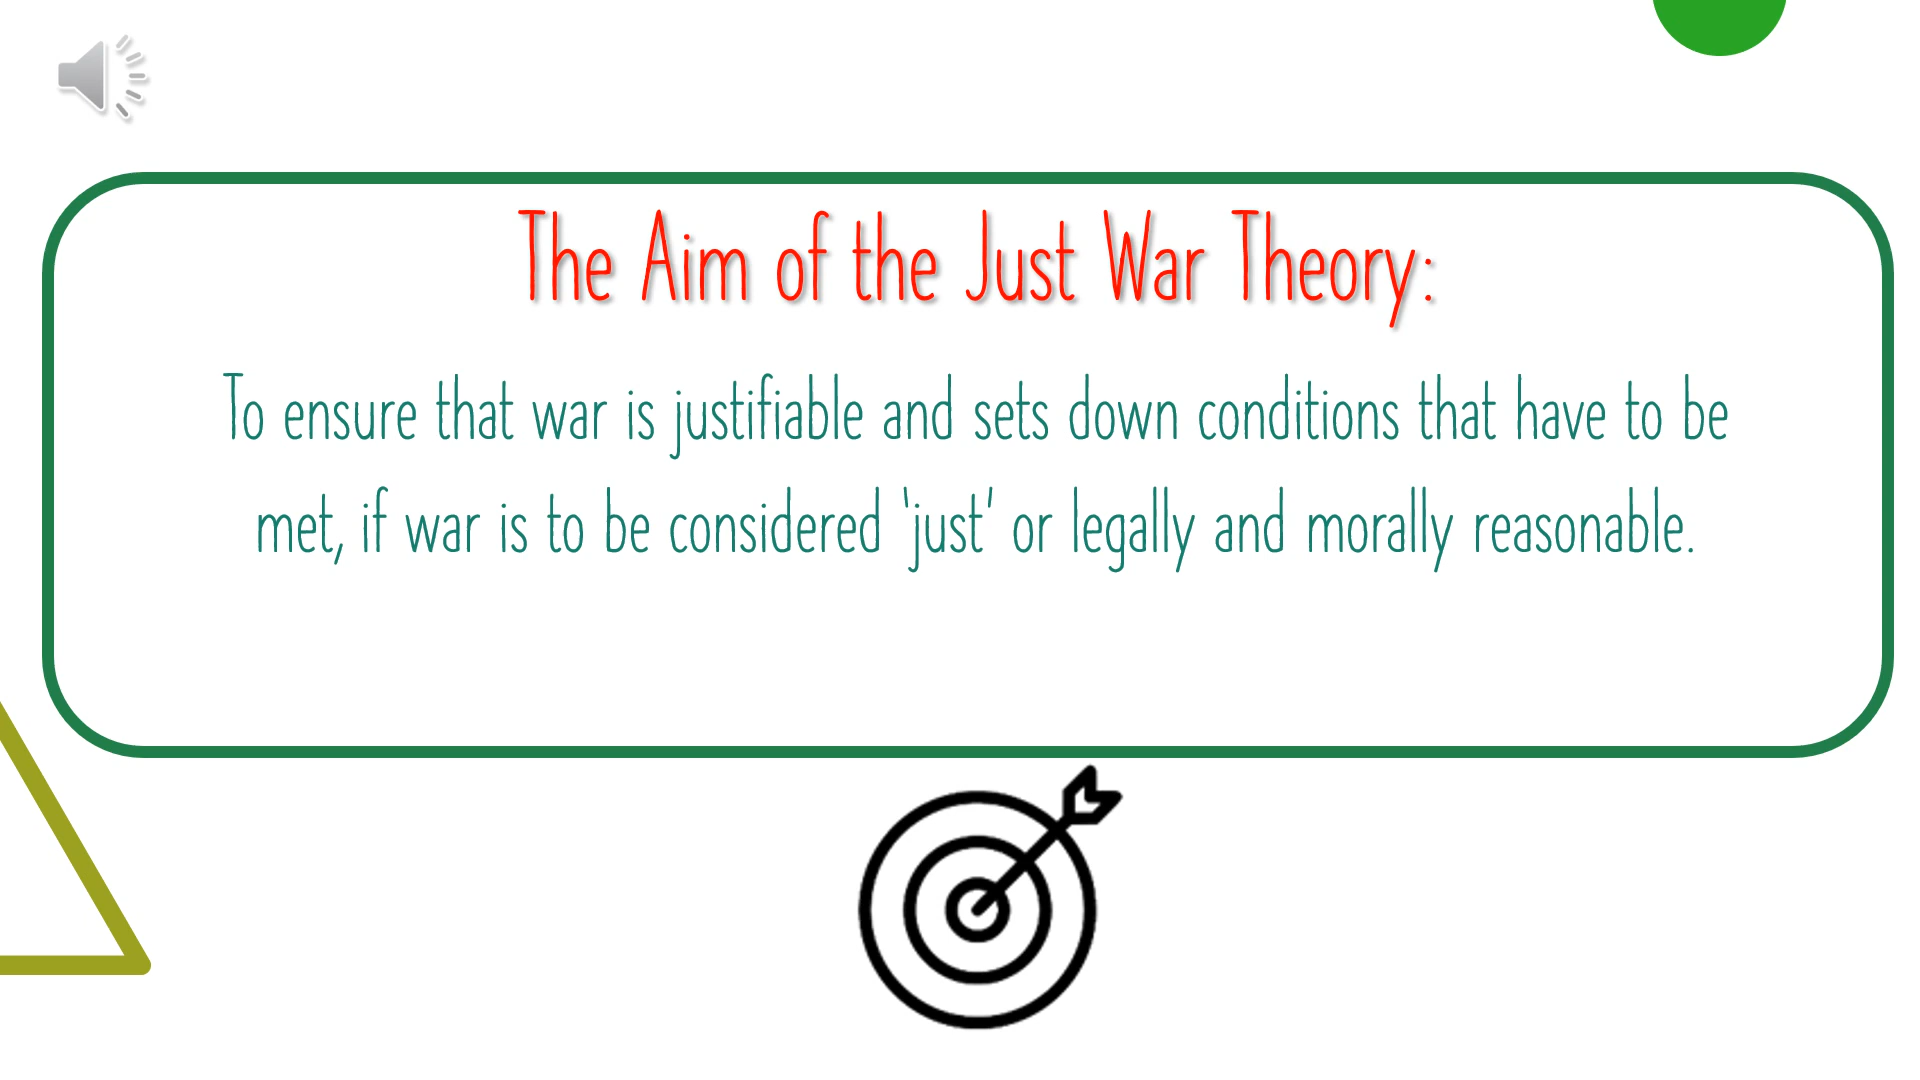 The Aim of the Just War Theory:
To ensure that war is justifiable and sets down conditions that have to be
met, if war is to be considered 'just' or legally and morally reasonable.